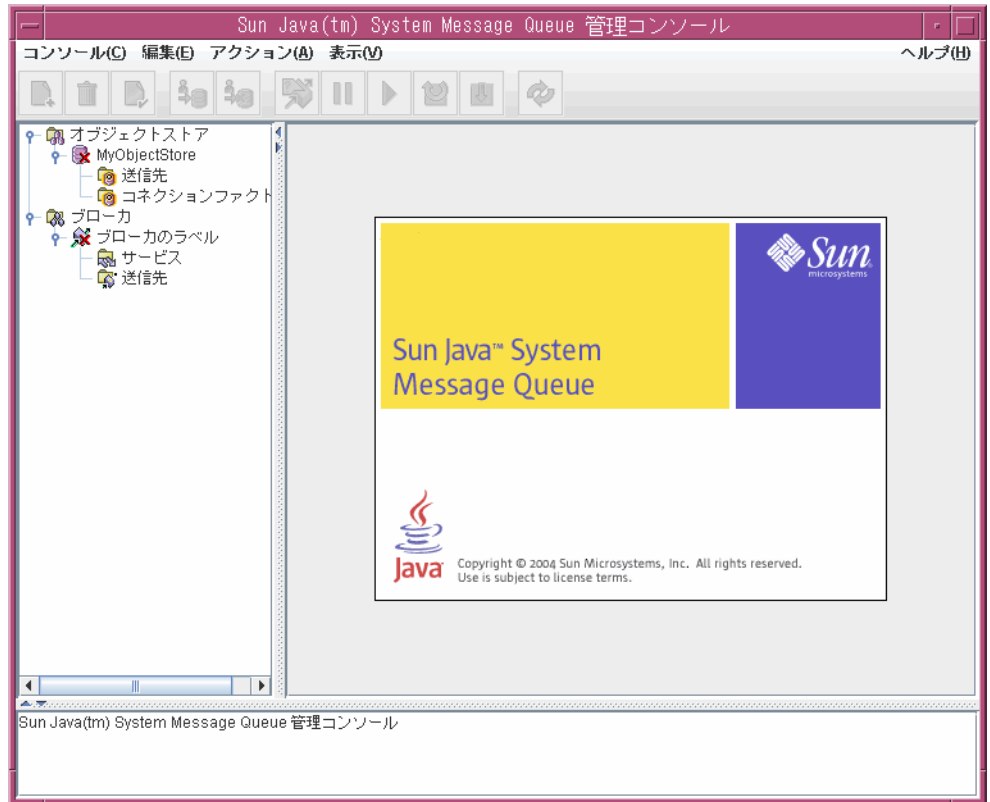 Sun Java(tm) System Message Queue 管理コンソール
コンソール(C) 編集(E) アクション(A) 表示(V) ヘルプ(H)
オブジェクトストア
MyObjectStore
送信先
コネクションファクト
ブローカ
ブローカのラベル
サービス
送信先
Sun
microsystems
Sun Java™ System
Message Queue
Java
Copyright © 2004 Sun Microsystems, Inc. All rights reserved.
Use is subject to license terms.
Sun Java(tm) System Message Queue 管理コンソール